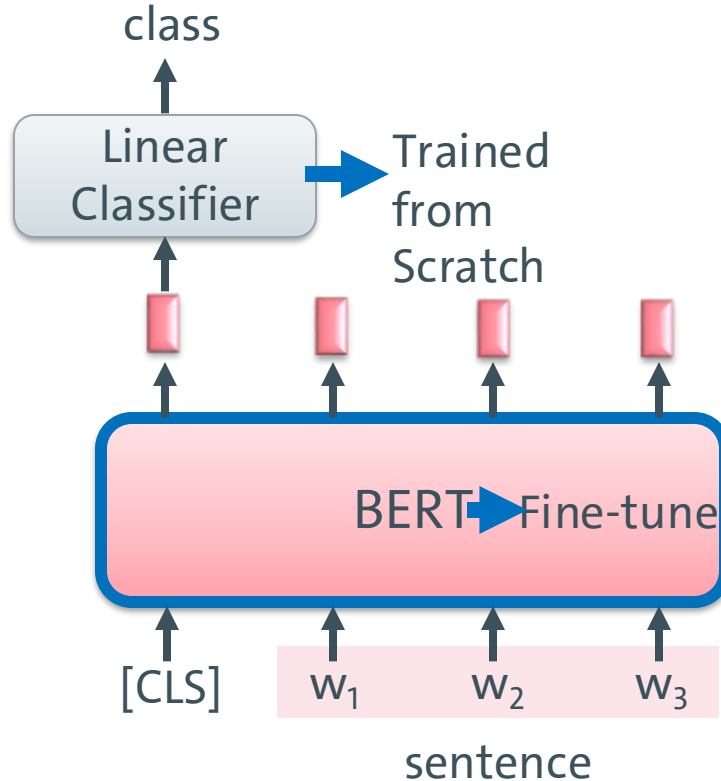 class
Linear
Classifier
Trained
from
Scratch
BERT Fine-tune
[CLS] w₁ w₂ w₃
sentence